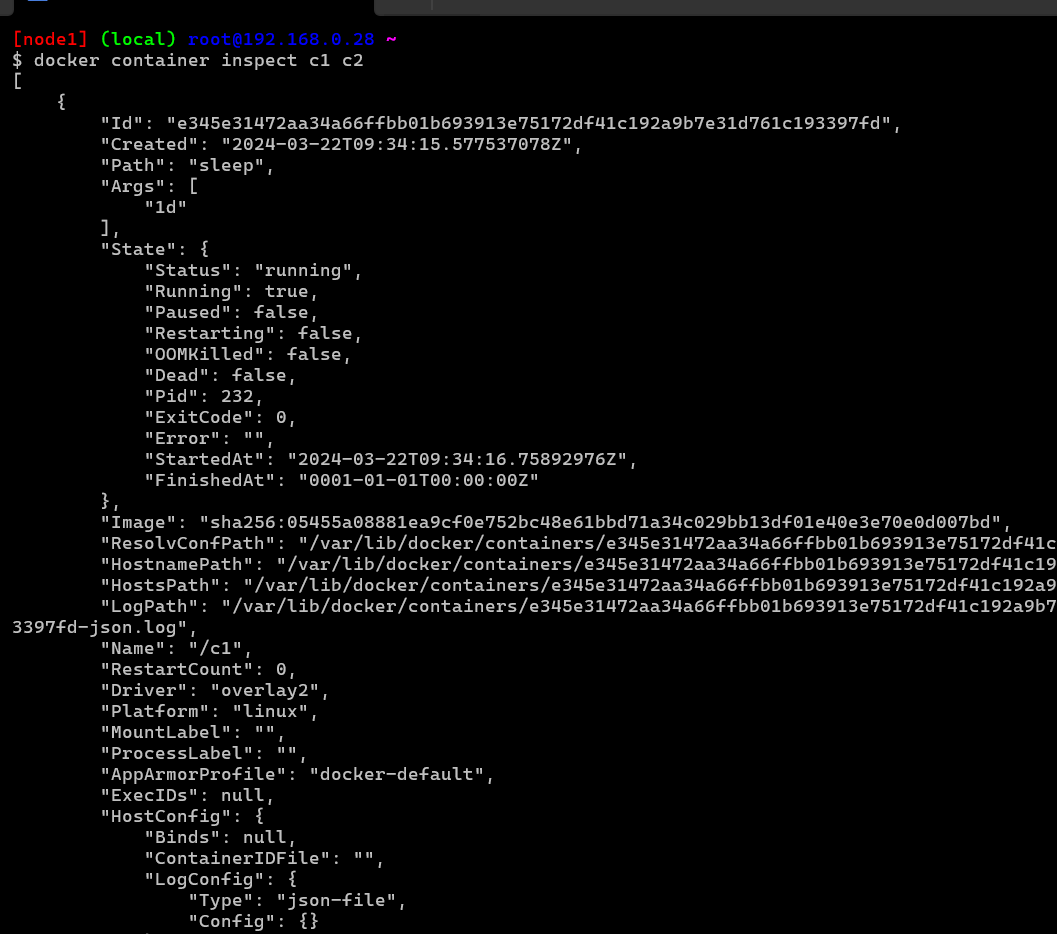 [node1] (local) root@192.168.0.28 ~
$ docker container inspect c1 c2
[
    {
        "Id": "e345e31472aa34a66ffbb01b693913e75172df41c192a9b7e31d761c193397fd",
        "Created": "2024-03-22T09:34:15.577537078Z",
        "Path": "sleep",
        "Args": [
            "1d"
        ],
        "State": {
            "Status": "running",
            "Running": true,
            "Paused": false,
            "Restarting": false,
            "OOMKilled": false,
            "Dead": false,
            "Pid": 232,
            "ExitCode": 0,
            "Error": "",
            "StartedAt": "2024-03-22T09:34:16.75892976Z",
            "FinishedAt": "0001-01-01T00:00:00Z"
        },
        "Image": "sha256:05455a08881ea9cf0e752bc48e61bbd71a34c029bb13df01e40e3e70e0d007bd",
        "ResolvConfPath": "/var/lib/docker/containers/e345e31472aa34a66ffbb01b693913e75172df41c
        "HostnamePath": "/var/lib/docker/containers/e345e31472aa34a66ffbb01b693913e75172df41c19
        "HostsPath": "/var/lib/docker/containers/e345e31472aa34a66ffbb01b693913e75172df41c192a9
        "LogPath": "/var/lib/docker/containers/e345e31472aa34a66ffbb01b693913e75172df41c192a9b7
3397fd-json.log",
        "Name": "/c1",
        "RestartCount": 0,
        "Driver": "overlay2",
        "Platform": "linux",
        "MountLabel": "",
        "ProcessLabel": "",
        "AppArmorProfile": "docker-default",
        "ExecIDs": null,
        "HostConfig": {
            "Binds": null,
            "ContainerIDFile": "",
            "LogConfig": {
                "Type": "json-file",
                "Config": {}